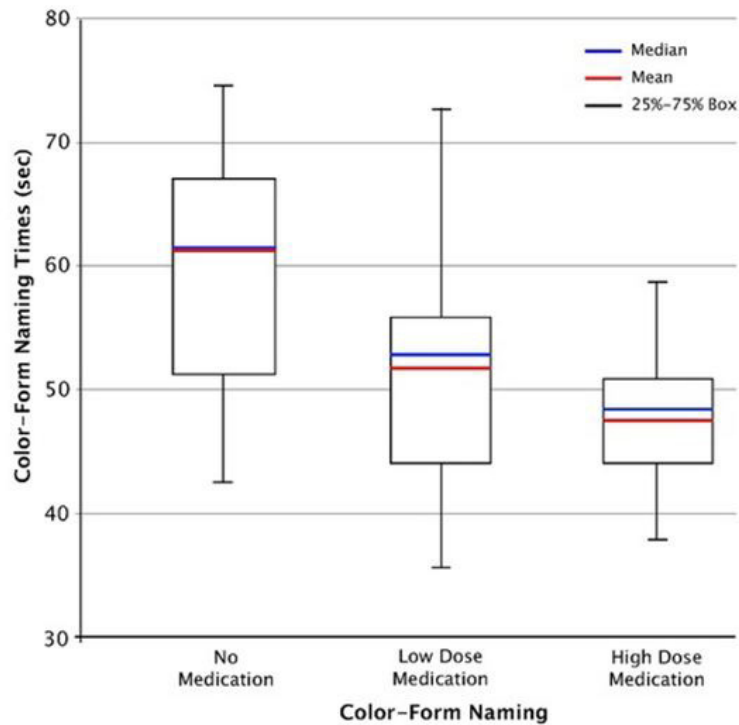 80
70
60
50
40
30
Color-Form Naming Times (sec)
Median
Mean
25%-75% Box
No
Medication
Low Dose
Medication
High Dose
Medication
Color-Form Naming